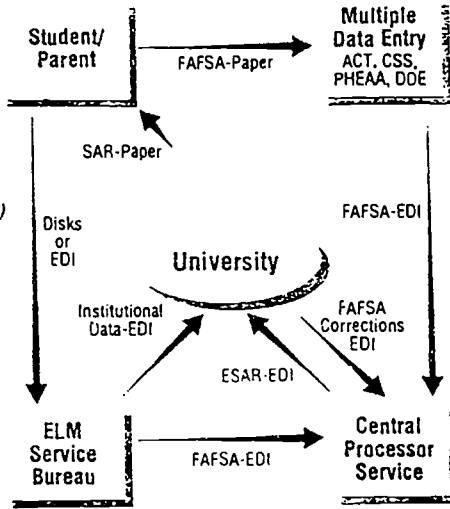 Student/
Parent
FAFSA-Paper
Multiple
Data Entry
ACT, CSS,
PHEAA, DOE
SAR-Paper
)
Disks
or
EDI
FAFSA-EDI
University
Institutional
Data-EDI
FAFSA
Corrections
EDI
ESAR-EDI
ELM
Service
Bureau
FAFSA-EDI
Central
Processor
Service